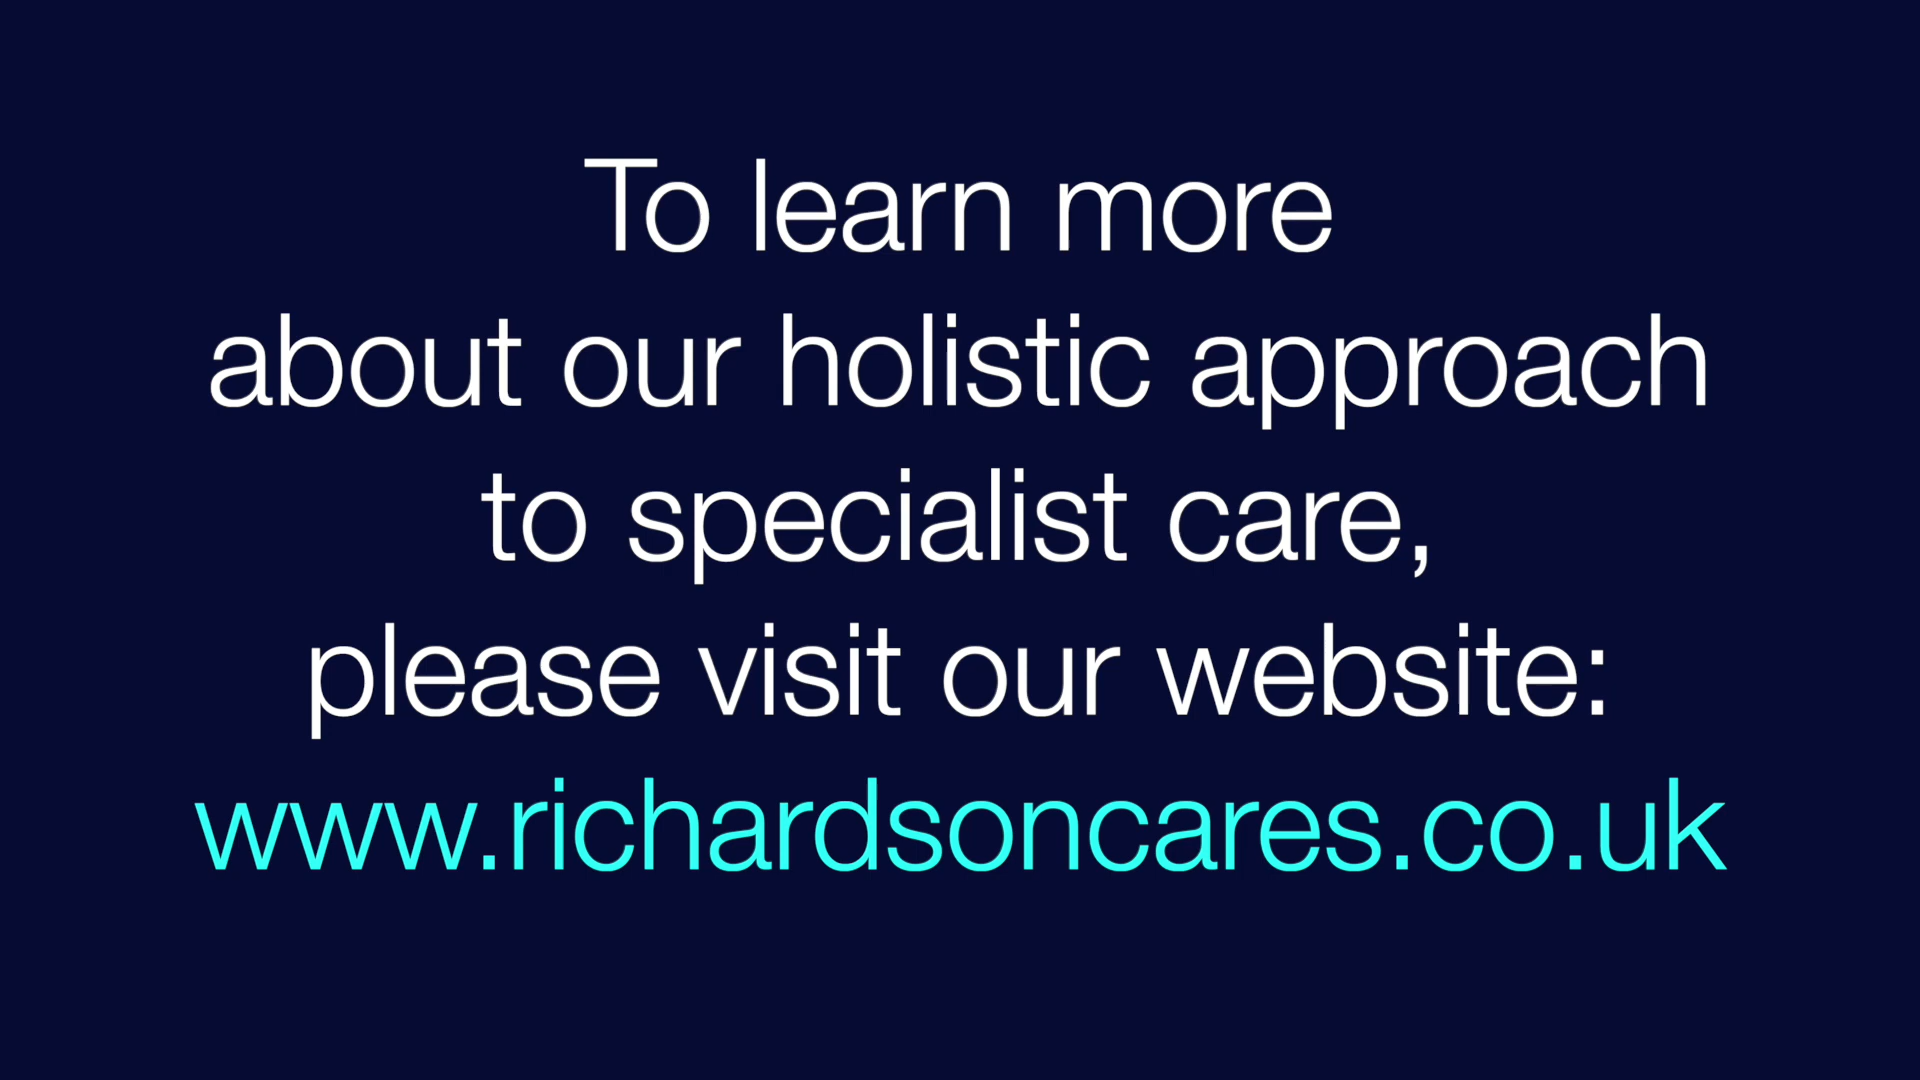 To learn more
about our holistic approach
to specialist care,
please visit our website:
www.richardsoncares.co.uk